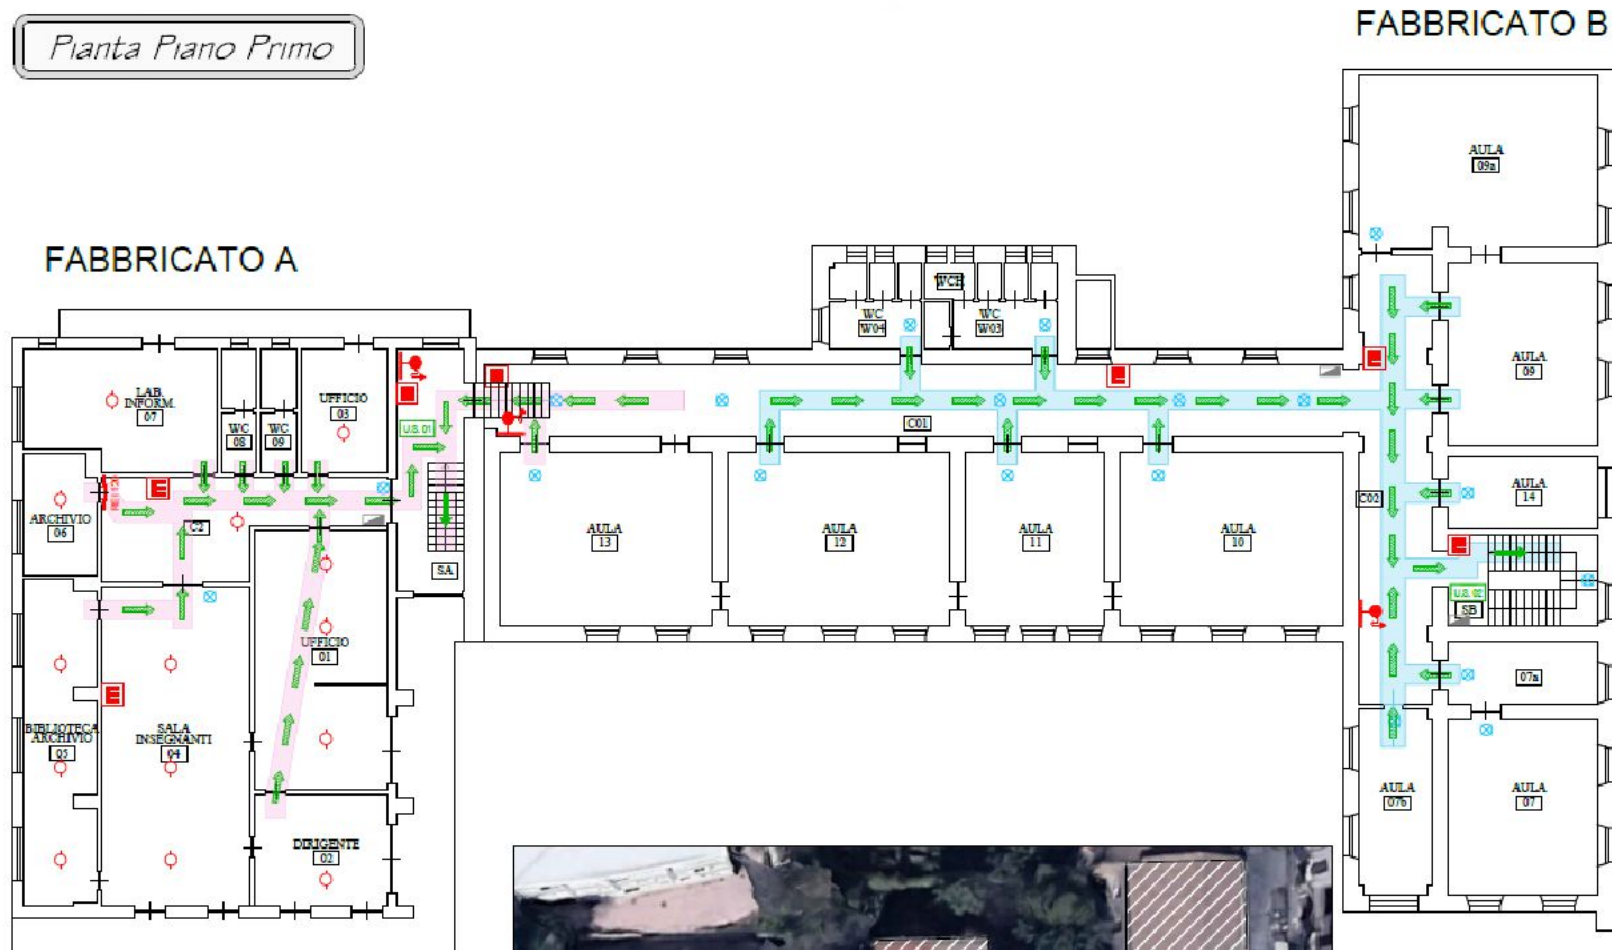 Pianta Piano Primo
FABBRICATO B
FABBRICATO A
AULA
09a
WCH
WC
W04
WC
W03
AULA
09
LAB.
INFORM.
07
WC
08
WC
09
UFFICIO
03
U.S. 01
C01
ARCHIVIO
06
C2
SA
AULA
13
AULA
12
AULA
11
AULA
10
C02
AULA
14
U.S. 02
SB
UFFICIO
01
07a
BIBLIOTECA
ARCHIVIO
05
SALA
INSEGNANTI
04
DIRIGENTE
02
AULA
07b
AULA
07